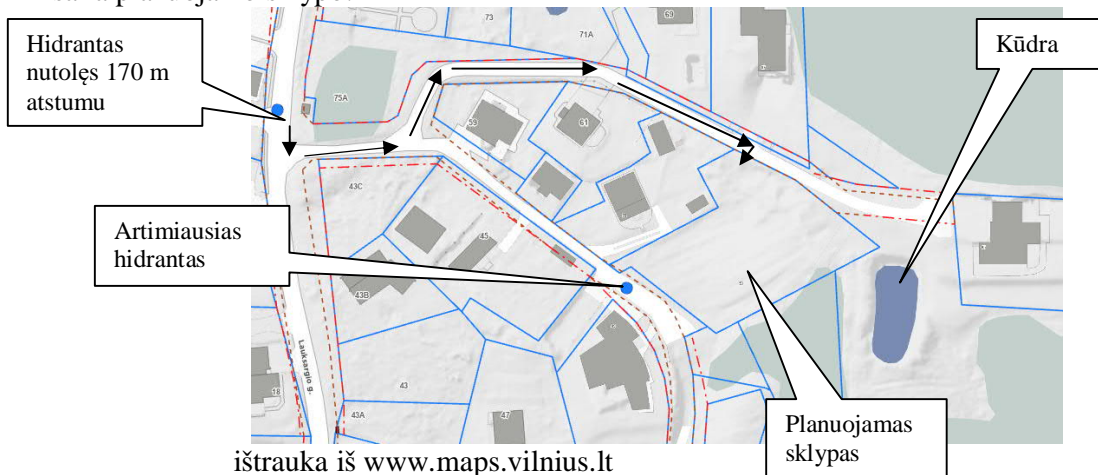 Hidrantas
nutolęs 170 m
atstumu
Kūdra
73
71A
69
75A
59
61
43C
45
Artimiausias
hidrantas
43B
Lauksargio g.
18
43
43A
47
Planuojamas
sklypas
ištrauka iš www.maps.vilnius.lt